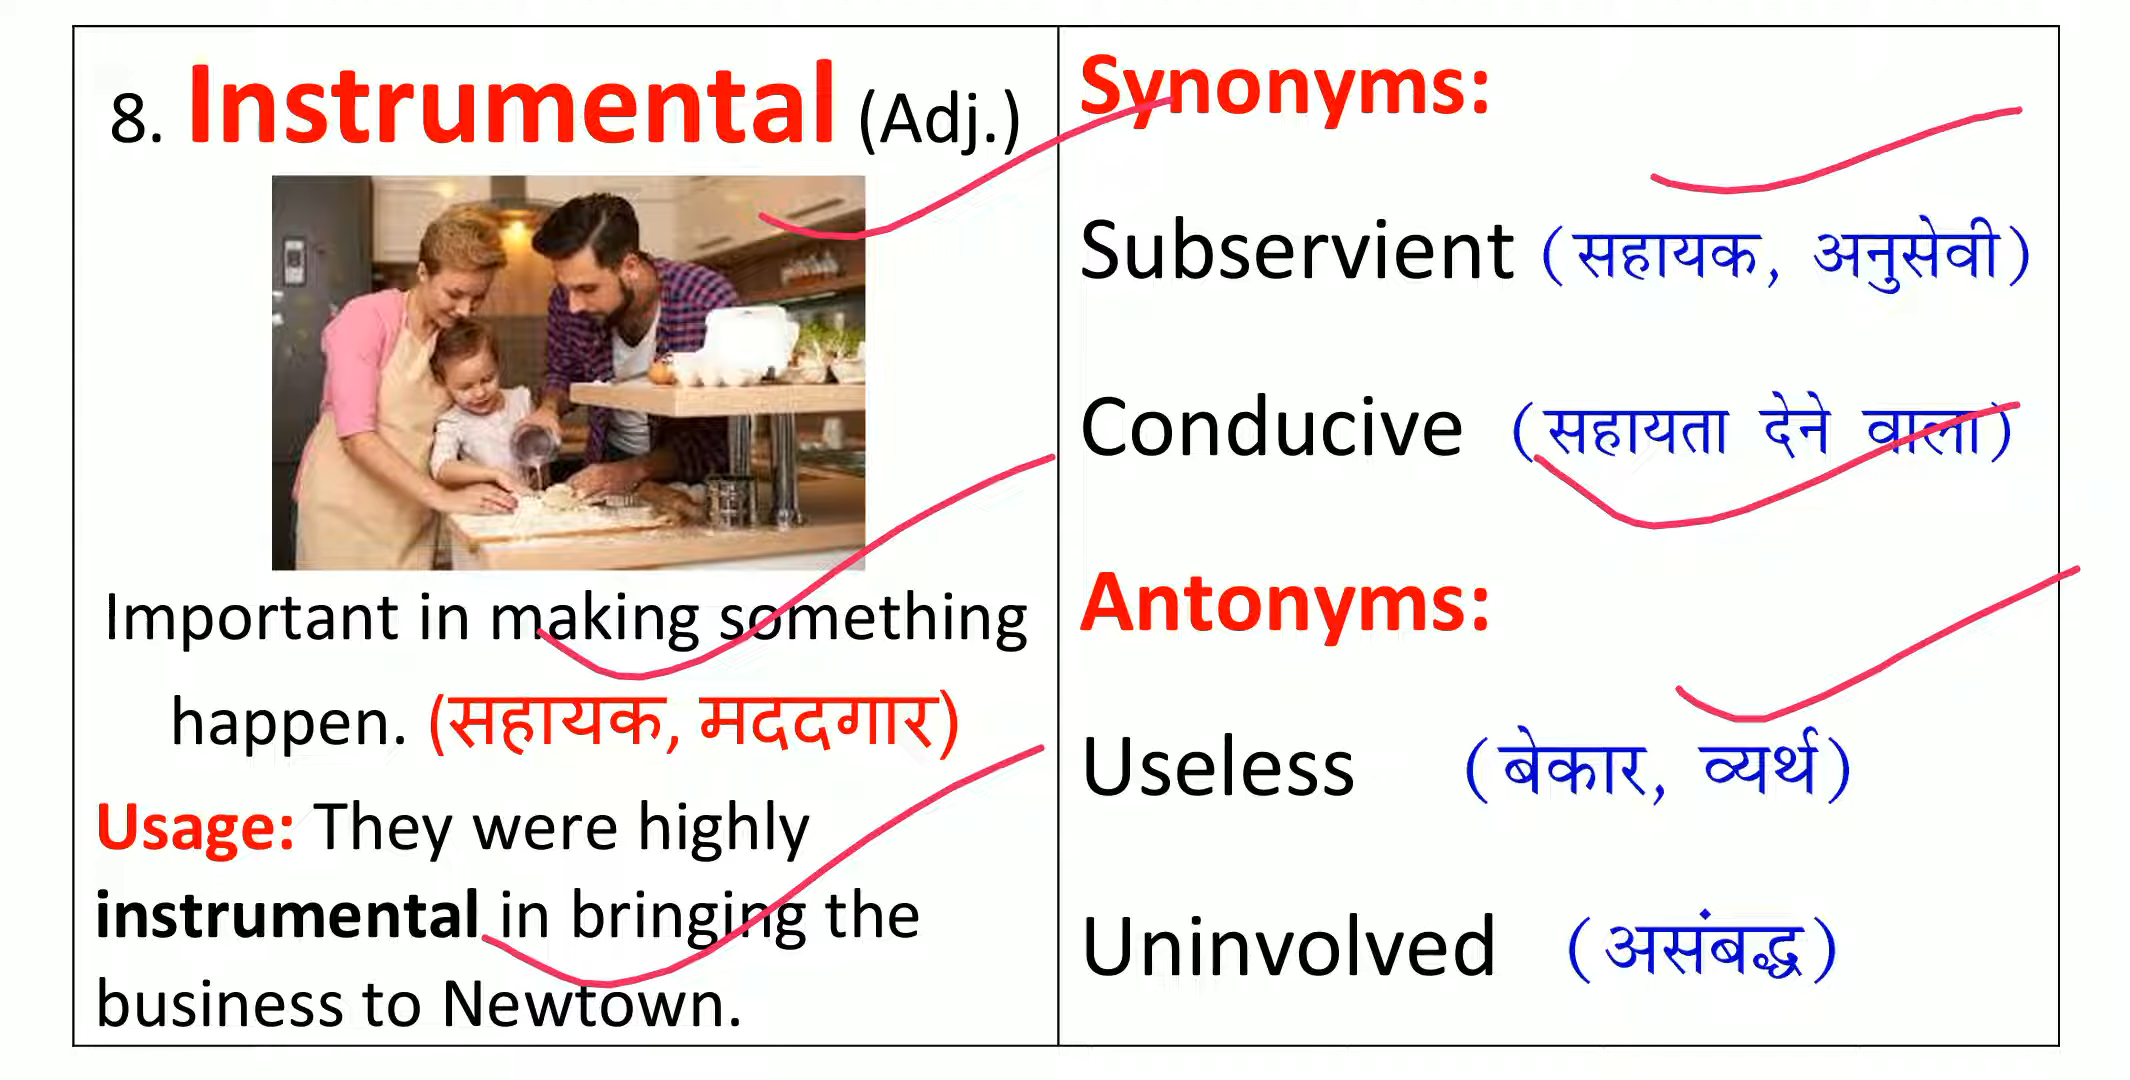 8. Instrumental (Adj.)
Important in making something
happen. (सहायक, मददगार)
Usage: They were highly
instrumental in bringing the
business to Newtown.
Synonyms:
Subservient (सहायक, अनुसेवी)
Conducive (सहायता देने वाला)
Antonyms:
Useless (बेकार, व्यर्थ)
Uninvolved (असंबद्ध)